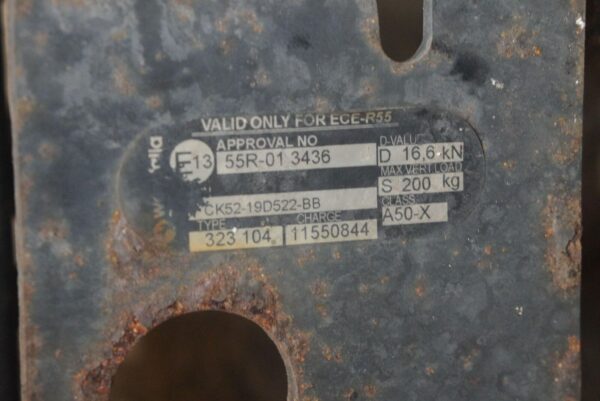 VALID ONLY FOR ECE-R55
APPROVAL NO
13 55R-01 3436
D-VALUE
D 16,6 kN
MAX VERT LOAD
S 200 kg
CK52-19D522-BB
CLASS
A50-X
TYPE
323 104
CHARGE
11550844